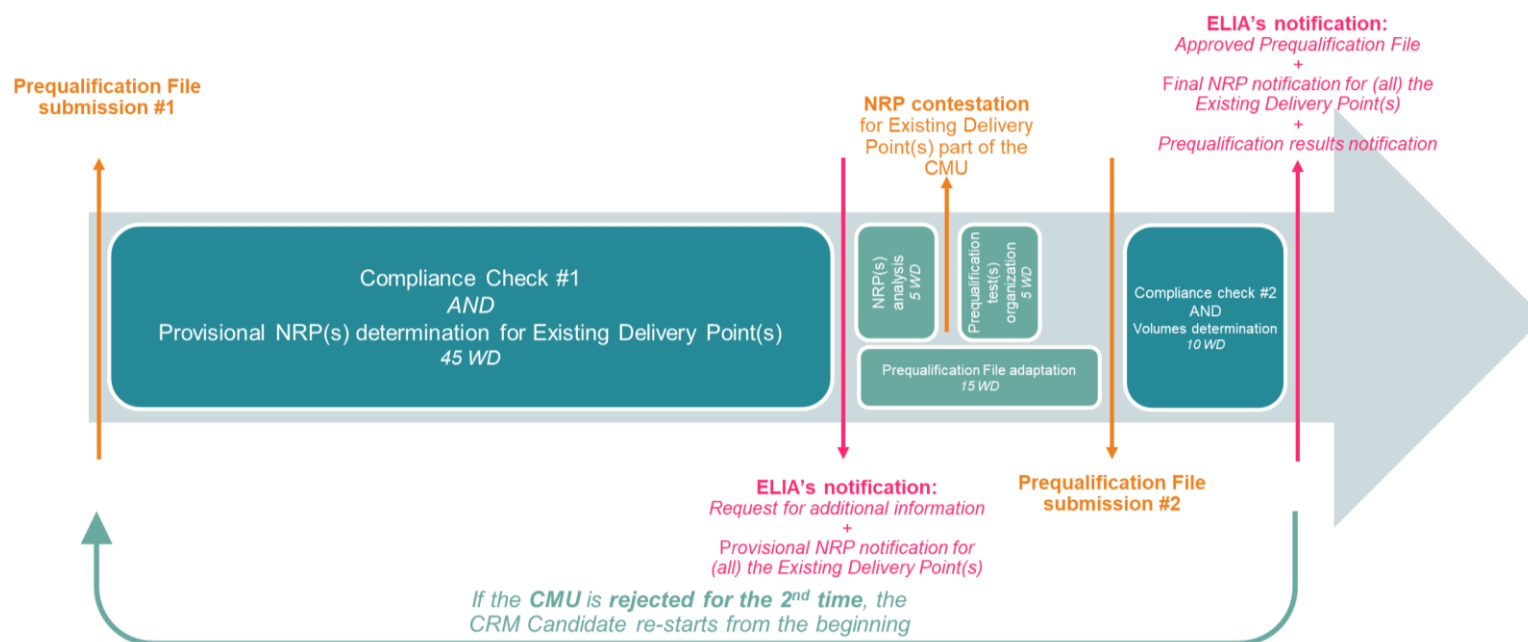 Prequalification File
submission #1
Compliance Check #1
AND
Provisional NRP(s) determination for Existing Delivery Point(s)
45 WD
ELIA's notification:
Request for additional information
+
Provisional NRP notification for
(all) the Existing Delivery Point(s)
NRP(s)
analysis
5 WD
NRP contestation
for Existing Delivery
Point(s) part of the
CMU
Prequalification
test(s)
organization
5 WD
Prequalification File adaptation
15 WD
Prequalification File
submission #2
Compliance check #2
AND
Volumes determination
10 WD
ELIA's notification:
Approved Prequalification File
+
Final NRP notification for (all) the
Existing Delivery Point(s)
+
Prequalification results notification
If the CMU is rejected for the 2nd time, the
CRM Candidate re-starts from the beginning